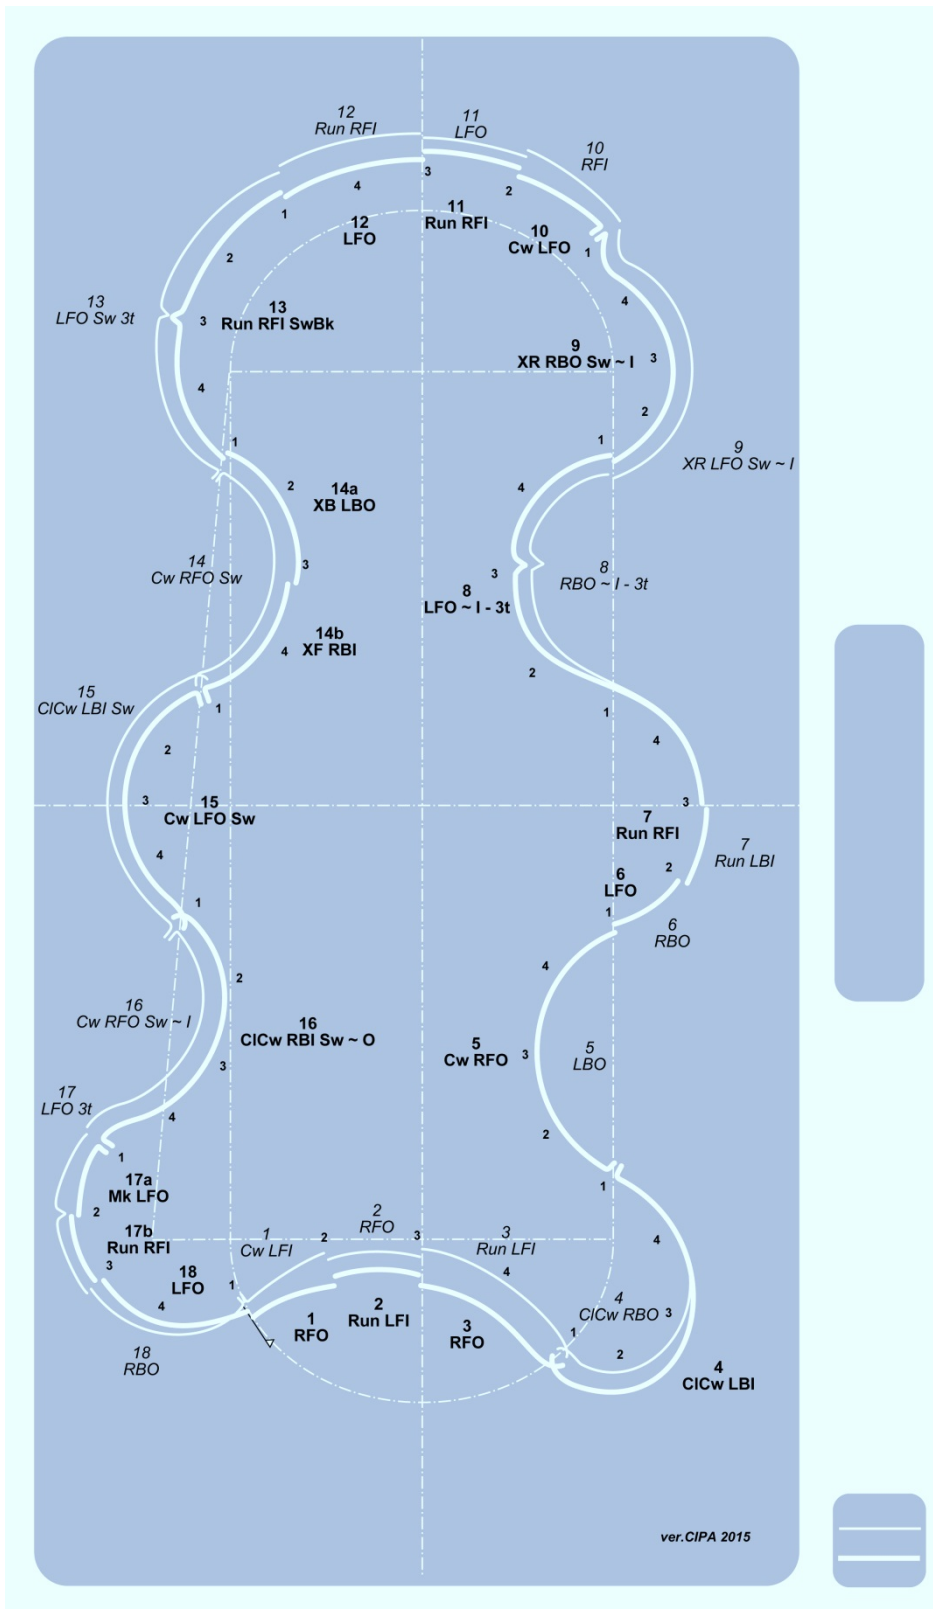 12
Run RFI
11
LFO
10
RFI
3
4
2
1
11
Run RFI
12
LFO
10
Cw LFO
1
2
4
13
LFO Sw 3t
3
13
Run RFI SwBk
9
XR RBO Sw ~ I
3
4
2
1
1
9
XR LFO Sw ~ I
2
14a
XB LBO
4
14
Cw RFO Sw
3
3
8
RBO ~ I - 3t
8
LFO ~ I - 3t
14b
XF RBI
4
2
15
ClCw LBI Sw
1
1
2
4
3
15
Cw LFO Sw
3
7
Run RFI
4
7
Run LBI
2
6
LFO
1
1
6
RBO
2
4
16
Cw RFO Sw ~ I
16
ClCw RBI Sw ~ O
5
Cw RFO
3
5
LBO
3
17
LFO 3t
4
2
1
17a
Mk LFO
1
2
2
RFO
17b
Run RFI
1
Cw LFI
2
3
3
Run LFI
4
3
4
18
LFO
1
4
ClCw RBO
3
4
1
RFO
2
Run LFI
3
RFO
1
2
18
RBO
4
ClCw LBI
ver.CIPA 2015